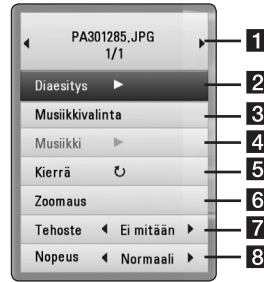 PA301285.JPG 1
1/1
Diaesitys 2
Musiikkivalinta 3
Musiikki 4
Kierrä 5
Zoomaus 6
Tehoste Ei mitään 7
Nopeus Normaali 8